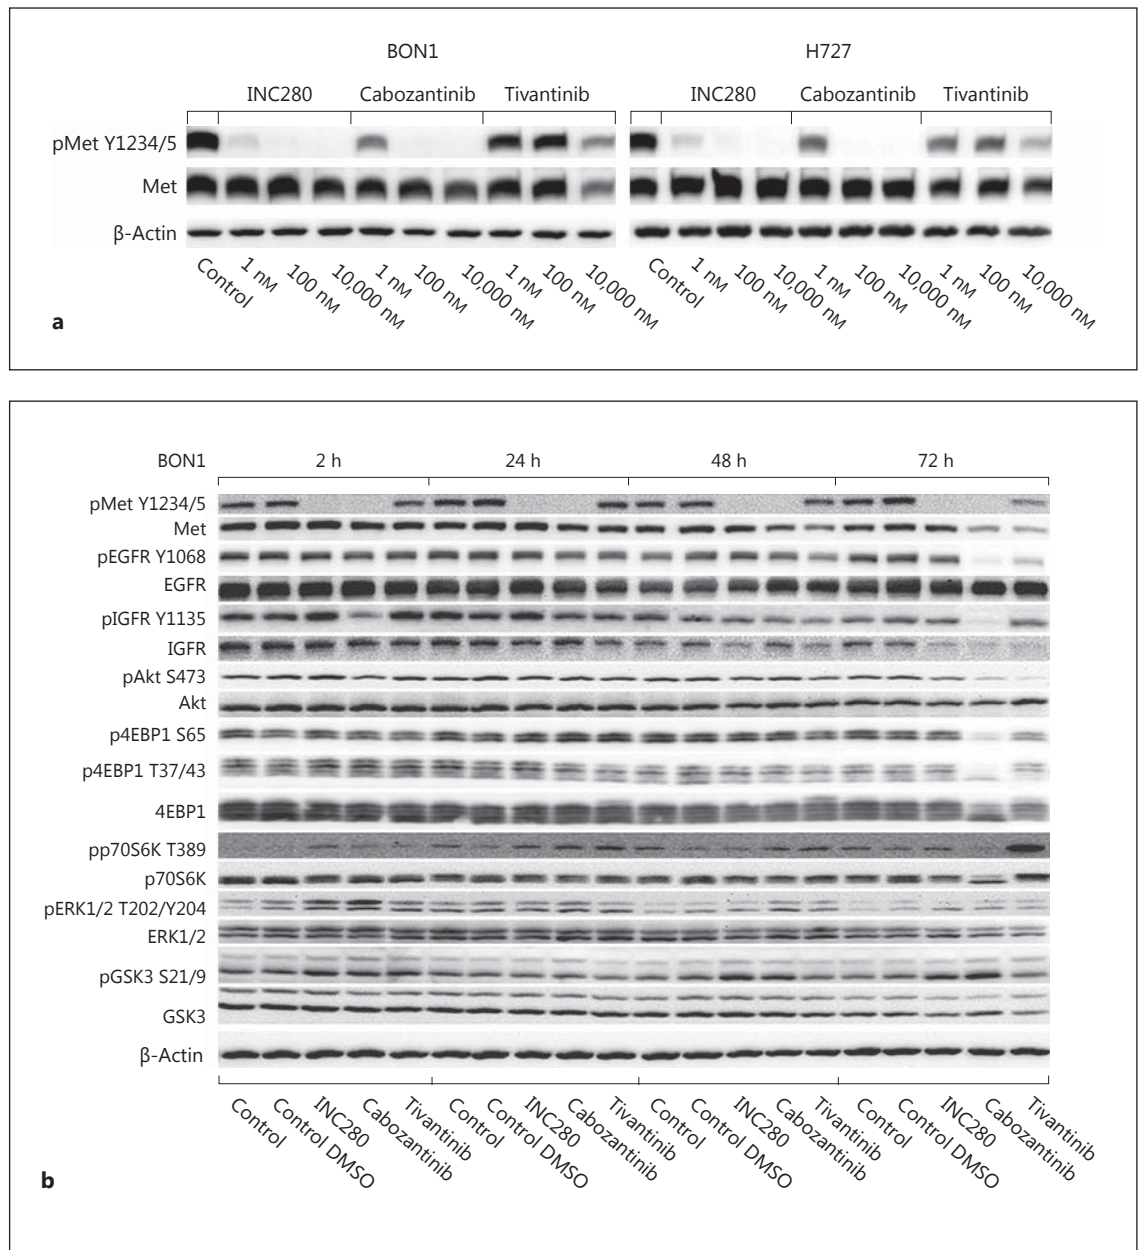 BON1 H727
INC280 Cabozantinib Tivantinib INC280 Cabozantinib Tivantinib
pMet Y1234/5
Met
β-Actin
Control 1 nM 100 nM 10,000 nM 1 nM 100 nM 10,000 nM 1 nM 100 nM 10,000 nM Control 1 nM 100 nM 10,000 nM 1 nM 100 nM 10,000 nM 1 nM 100 nM 10,000 nM
a
BON1 2 h 24 h 48 h 72 h
pMet Y1234/5
Met
pEGFR Y1068
EGFR
pIGFR Y1135
IGFR
pAkt S473
Akt
p4EBP1 S65
p4EBP1 T37/43
4EBP1
pp70S6K T389
p70S6K
pERK1/2 T202/Y204
ERK1/2
pGSK3 S21/9
GSK3
β-Actin
Control Control DMSO INC280 Cabozantinib Tivantinib Control Control DMSO INC280 Cabozantinib Tivantinib Control Control DMSO INC280 Cabozantinib Tivantinib Control Control DMSO INC280 Cabozantinib Tivantinib
b